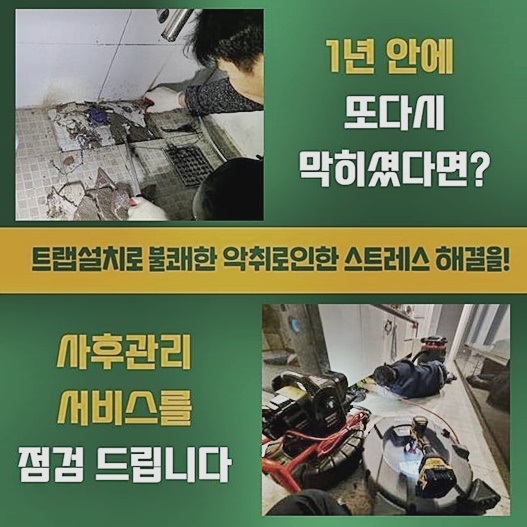 1년 안에
또다시
막히셨다면?
트랩설치로 불쾌한 악취로인한 스트레스 해결을!
사후관리
서비스를
점검 드립니다